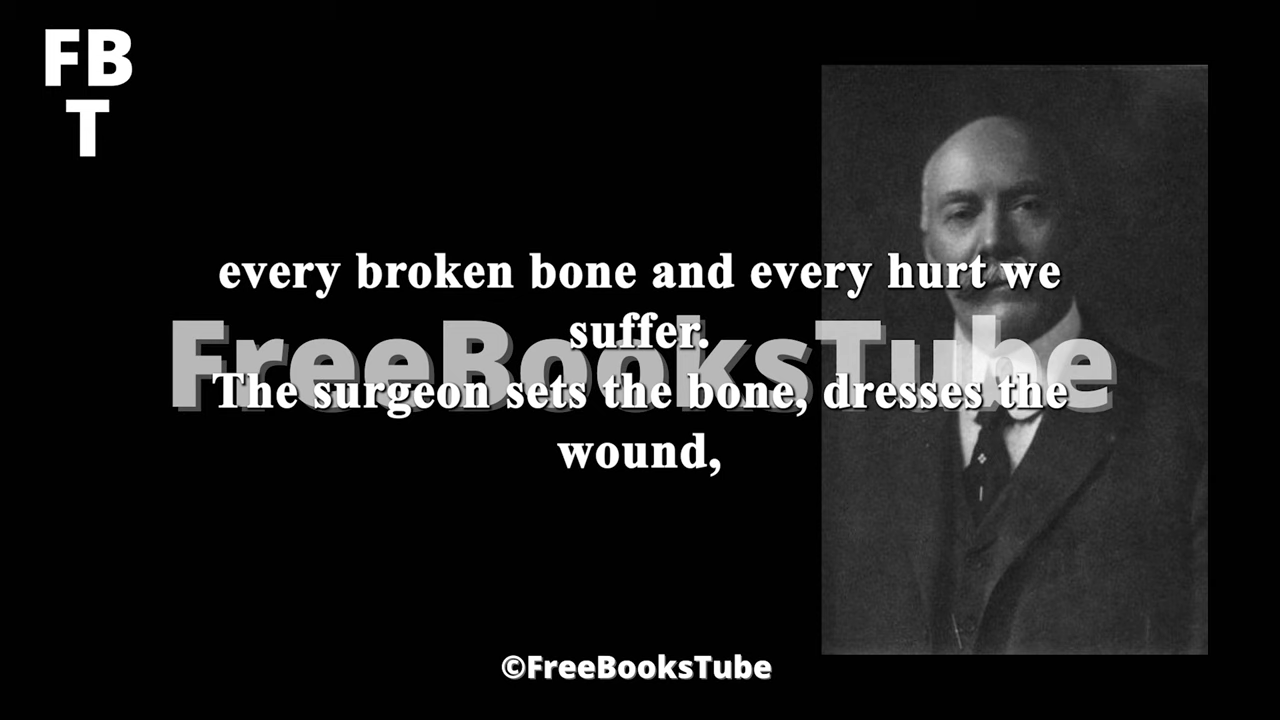 FB
T
every broken bone and every hurt we
suffer.
FreeBooksTube
The surgeon sets the bone, dresses the
wound,
©FreeBooksTube